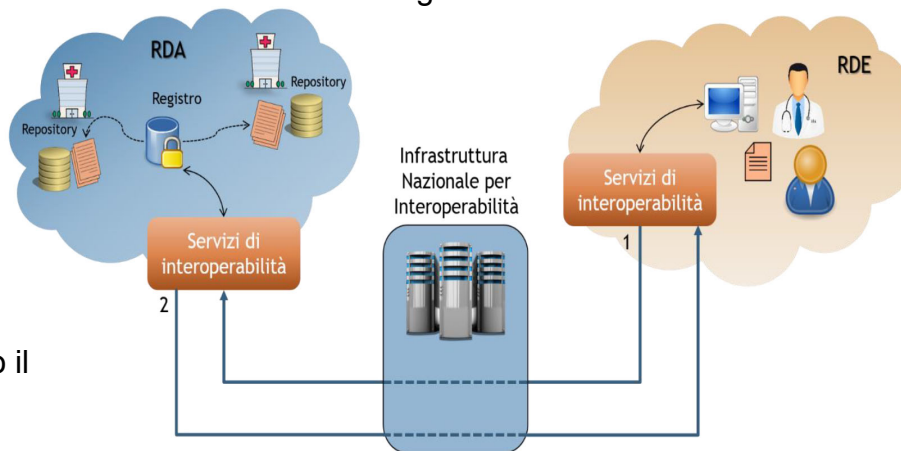 g
RDA
RDE
Repository
Registro
Repository
Infrastruttura
Nazionale per
Interoperabilità
Servizi di
interoperabilità
1
Servizi di
interoperabilità
2
o il